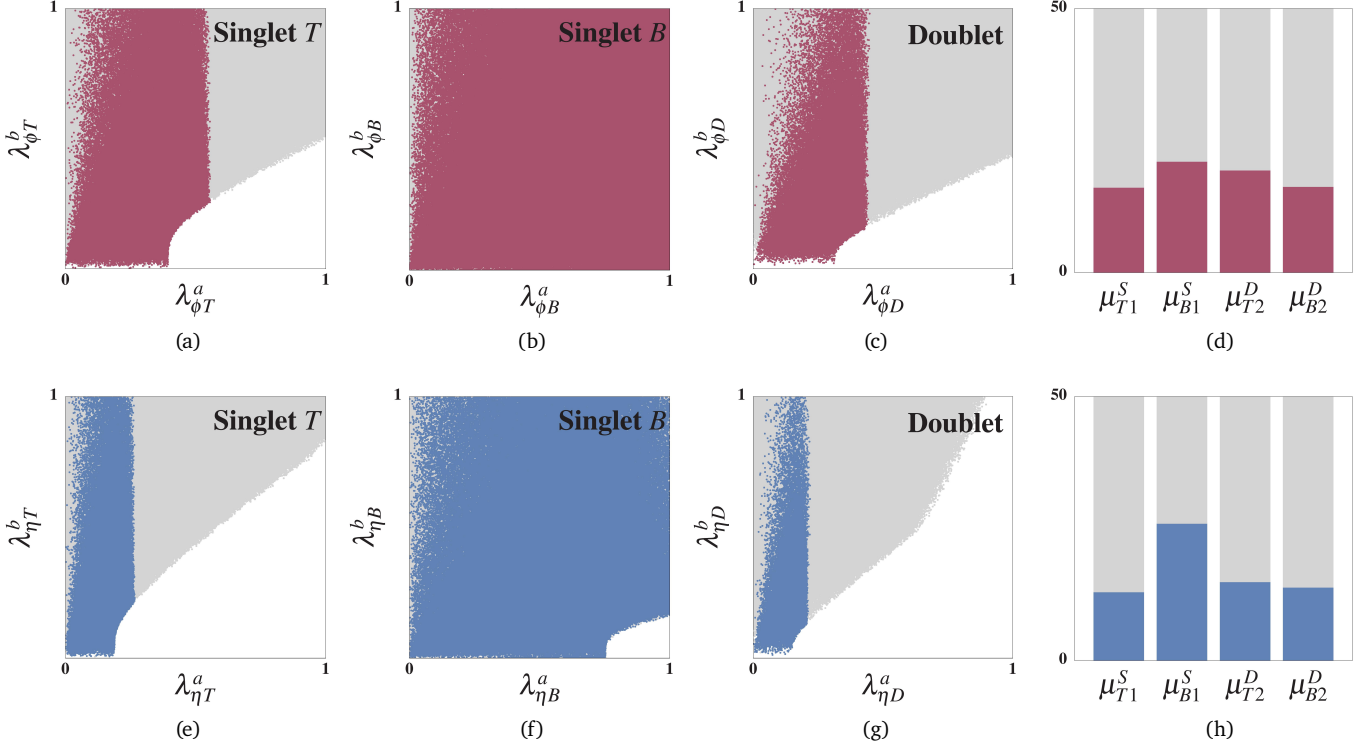 1
Singlet T
λ^b_{ϕT}
0
1
λ^a_{ϕT}
(a)
1
Singlet B
λ^b_{ϕB}
0
1
λ^a_{ϕB}
(b)
1
Doublet
λ^b_{ϕD}
0
1
λ^a_{ϕD}
(c)
50
0
μ^S_{T1} μ^S_{B1} μ^D_{T2} μ^D_{B2}
(d)
1
Singlet T
λ^b_{ηT}
0
1
λ^a_{ηT}
(e)
1
Singlet B
λ^b_{ηB}
0
1
λ^a_{ηB}
(f)
1
Doublet
λ^b_{ηD}
0
1
λ^a_{ηD}
(g)
50
0
μ^S_{T1} μ^S_{B1} μ^D_{T2} μ^D_{B2}
(h)